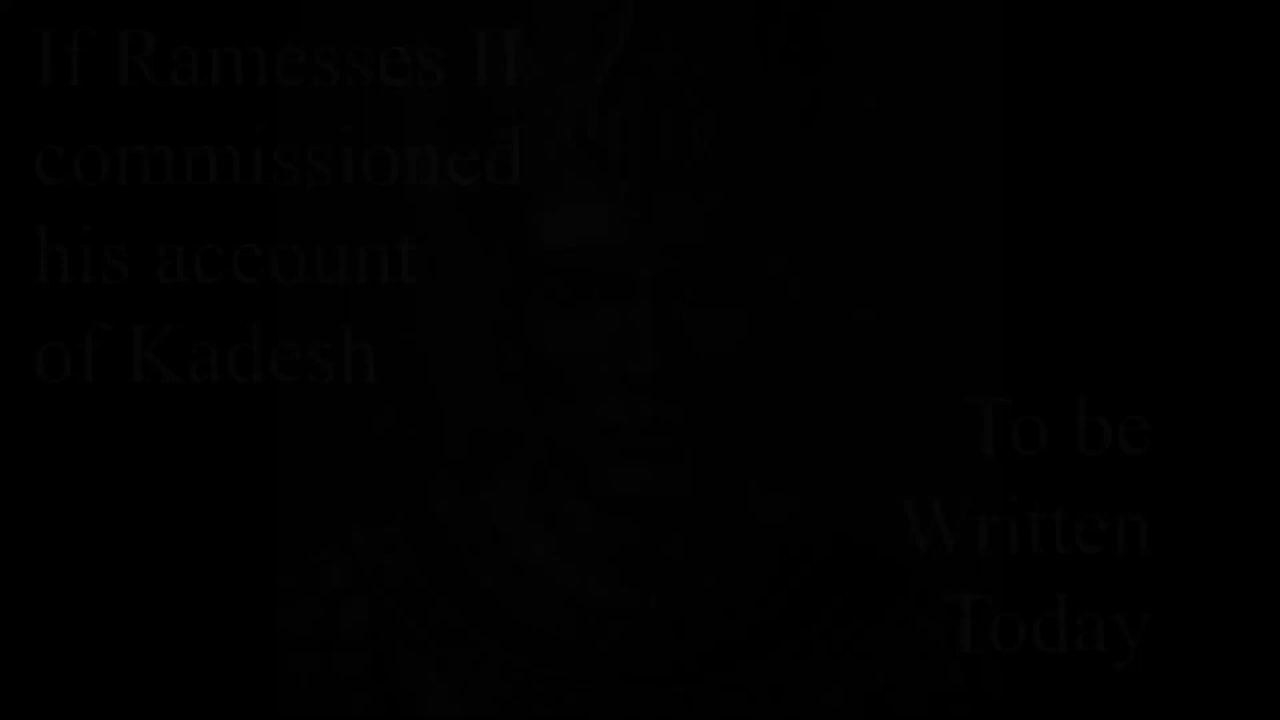 If Ramesses II
commissioned
his account
of Kadesh
To be
Written
Today